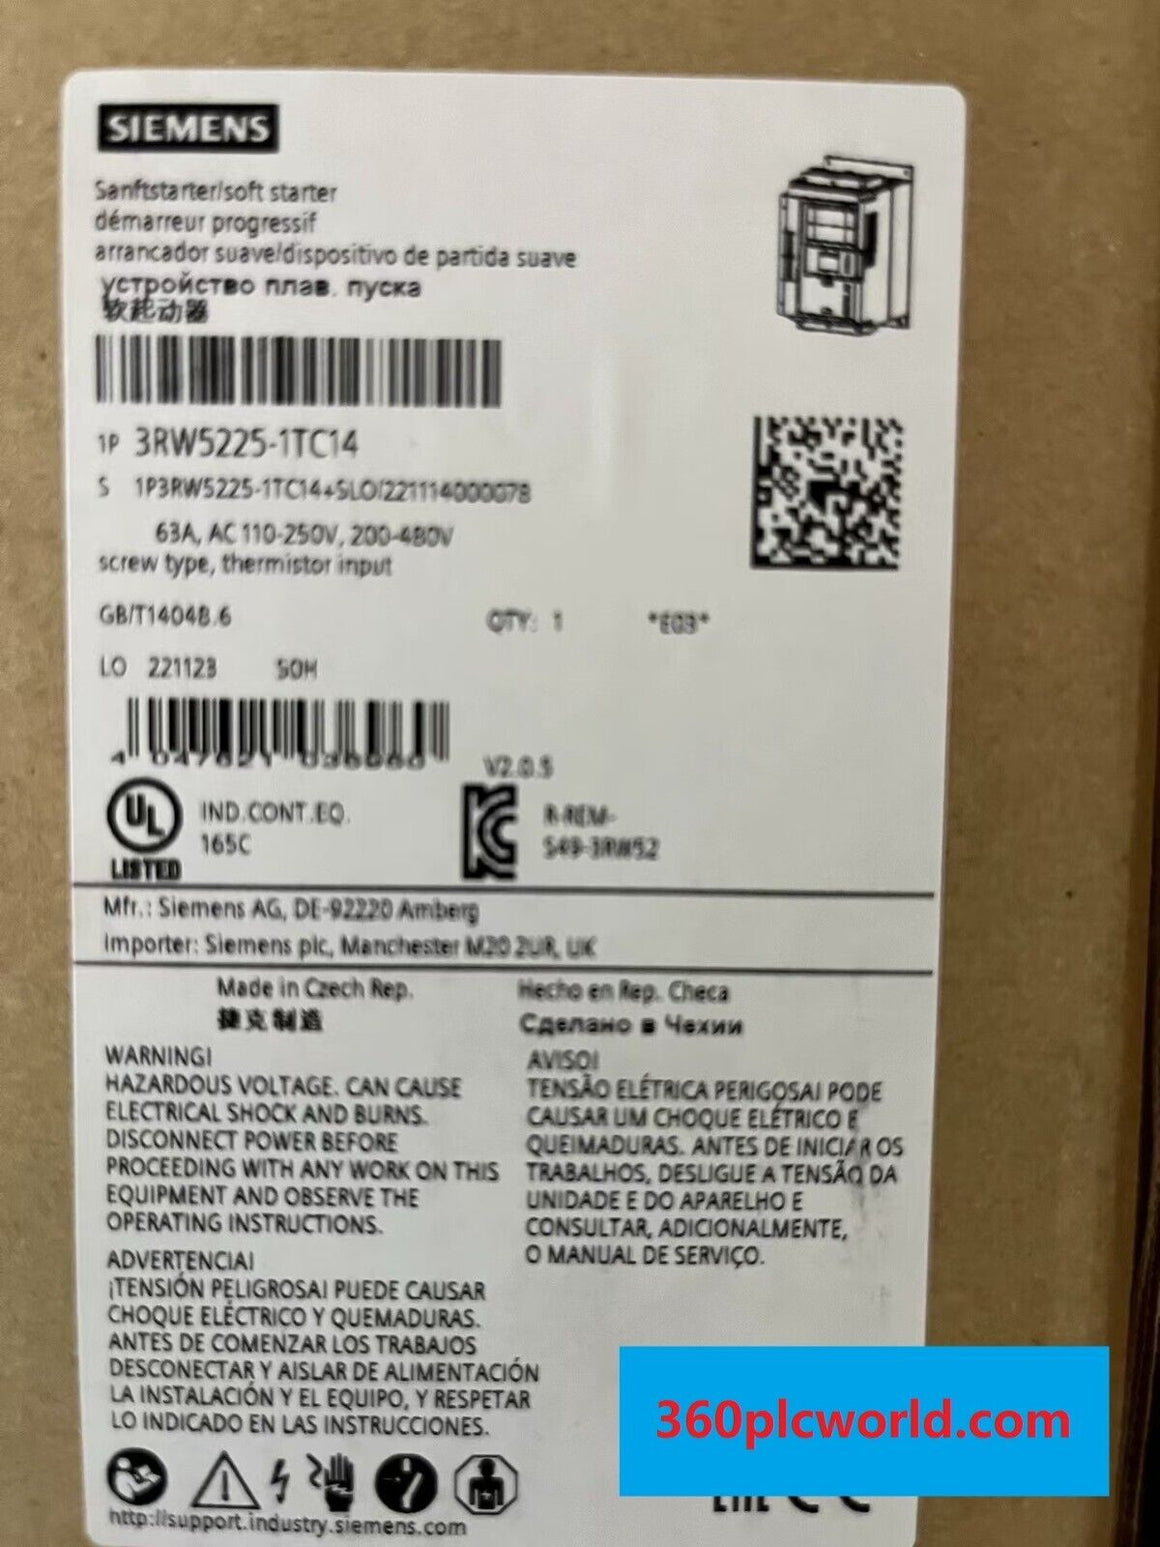 SIEMENS
Sanftstarter/soft starter
démarreur progressif
arrancador suave/dispositivo de partida suave
устройство плав. пуска
软起动器
1P 3RW5225-1TC14
S 1P3RW5225-1TC14+SLO/221114000078
63A, AC 110-250V, 200-480V
screw type, thermistor input
GB/T14048.6 QTY: 1 *E03*
LO 221123 SOH
V2.0.5
UL IND.CONT.EQ.
165C
LISTED
R-REM-
S49-3RW52
Mfr.: Siemens AG, DE-92220 Amberg
Importer: Siemens plc, Manchester M20 2UR, UK
Made in Czech Rep. Hecho en Rep. Checa
捷克制造 Сделано в Чехии
WARNING!
HAZARDOUS VOLTAGE. CAN CAUSE
ELECTRICAL SHOCK AND BURNS.
DISCONNECT POWER BEFORE
PROCEEDING WITH ANY WORK ON THIS
EQUIPMENT AND OBSERVE THE
OPERATING INSTRUCTIONS.
ADVERTENCIA!
¡TENSIÓN PELIGROSA! PUEDE CAUSAR
CHOQUE ELÉCTRICO Y QUEMADURAS.
ANTES DE COMENZAR LOS TRABAJOS
DESCONECTAR Y AISLAR DE ALIMENTACIÓN
LA INSTALACIÓN Y EL EQUIPO, Y RESPETAR
LO INDICADO EN LAS INSTRUCCIONES.
AVISO!
TENSÃO ELÉTRICA PERIGOSA! PODE
CAUSAR UM CHOQUE ELÉTRICO E
QUEIMADURAS. ANTES DE INICIAR OS
TRABALHOS, DESLIGUE A TENSÃO DA
UNIDADE E DO APARELHO E
CONSULTAR, ADICIONALMENTE,
O MANUAL DE SERVIÇO.
http://support.industry.siemens.com
360plcworld.com